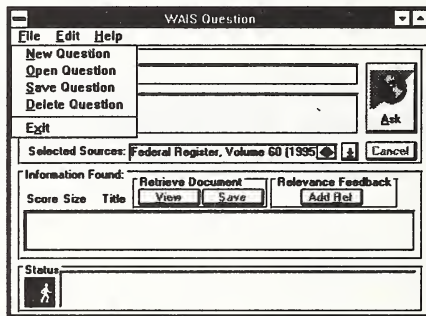 WAIS Question
File Edit Help
New Question
Open Question
Save Question
Delete Question
Exit
Ask
Selected Sources: Federal Register, Volume 60 (1995 Cancel
Information Found:
Retrieve Document Relevance Feedback
Score Size Title View Save Add Ref
Status